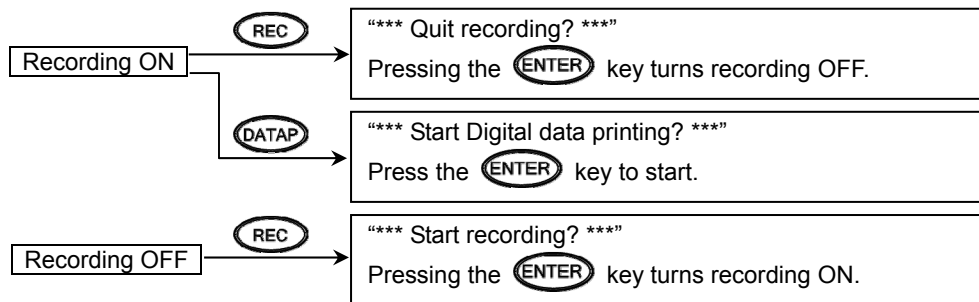 REC
"*** Quit recording? ***"
Recording ON
Pressing the ENTER key turns recording OFF.
DATAP
"*** Start Digital data printing? ***"
Press the ENTER key to start.
REC
"*** Start recording? ***"
Recording OFF
Pressing the ENTER key turns recording ON.